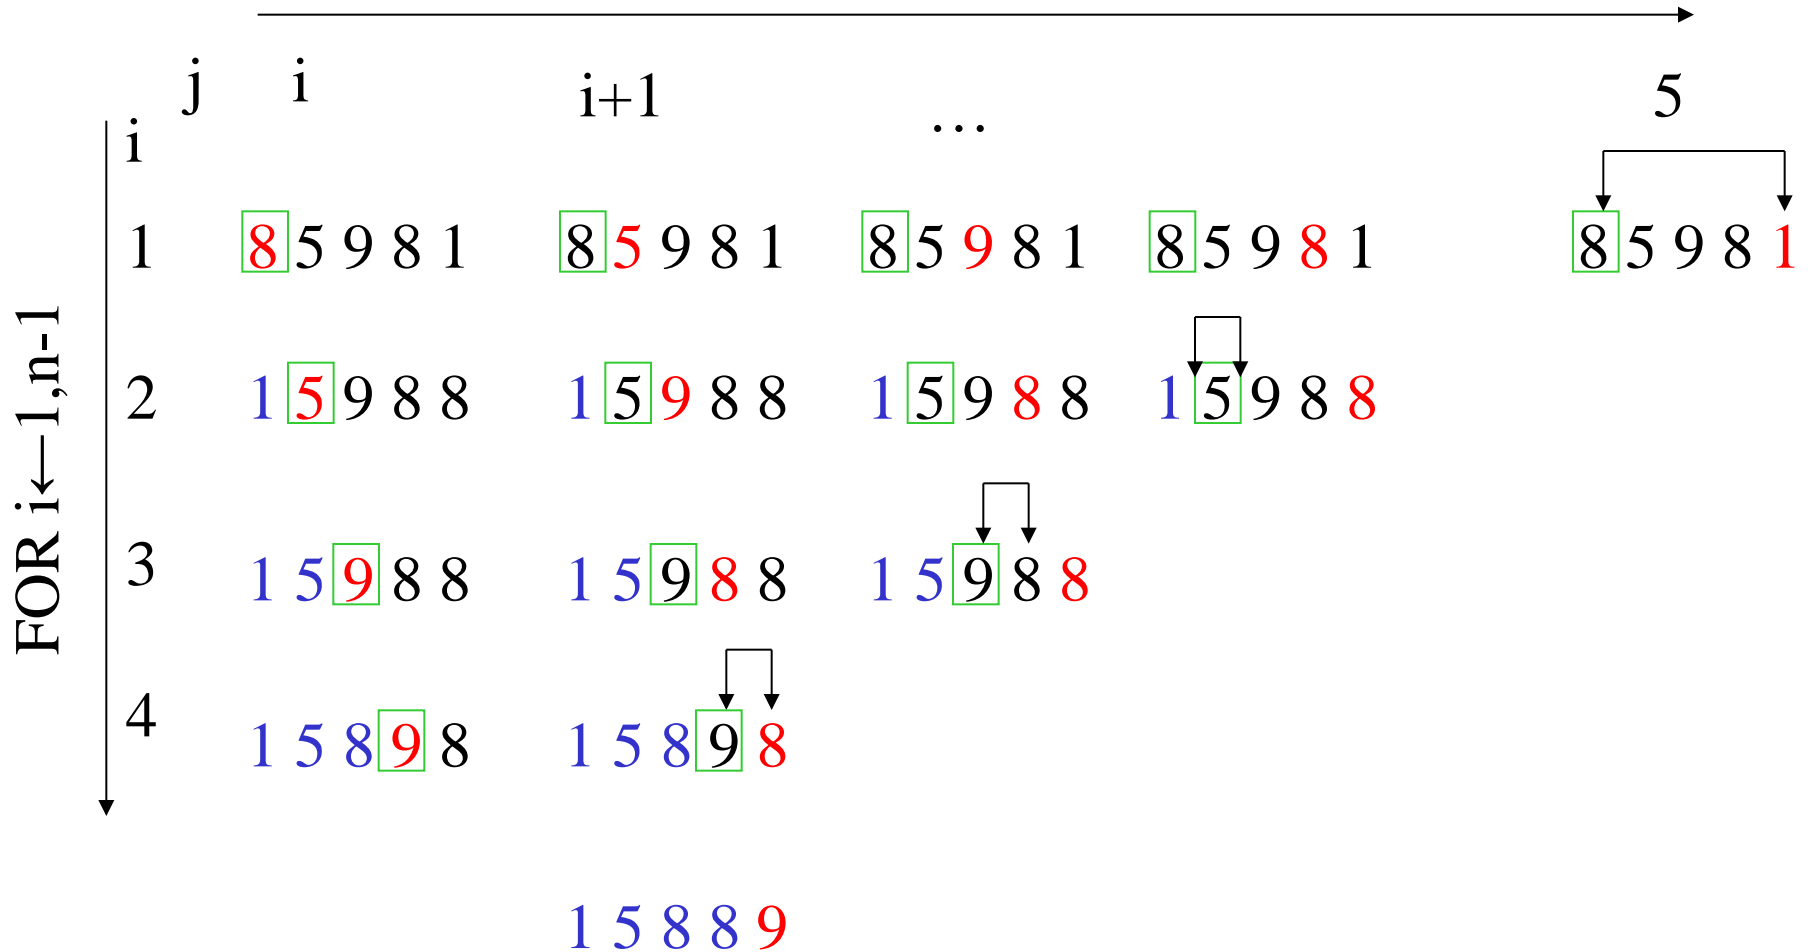 j i i+1 ... 5
i
1 8 5 9 8 1 8 5 9 8 1 8 5 9 8 1 8 5 9 8 1 8 5 9 8 1
2 1 5 9 8 8 1 5 9 8 8 1 5 9 8 8 1 5 9 8 8
3 1 5 9 8 8 1 5 9 8 8 1 5 9 8 8
4 1 5 8 9 8 1 5 8 9 8
1 5 8 8 9
FOR i←1,n-1